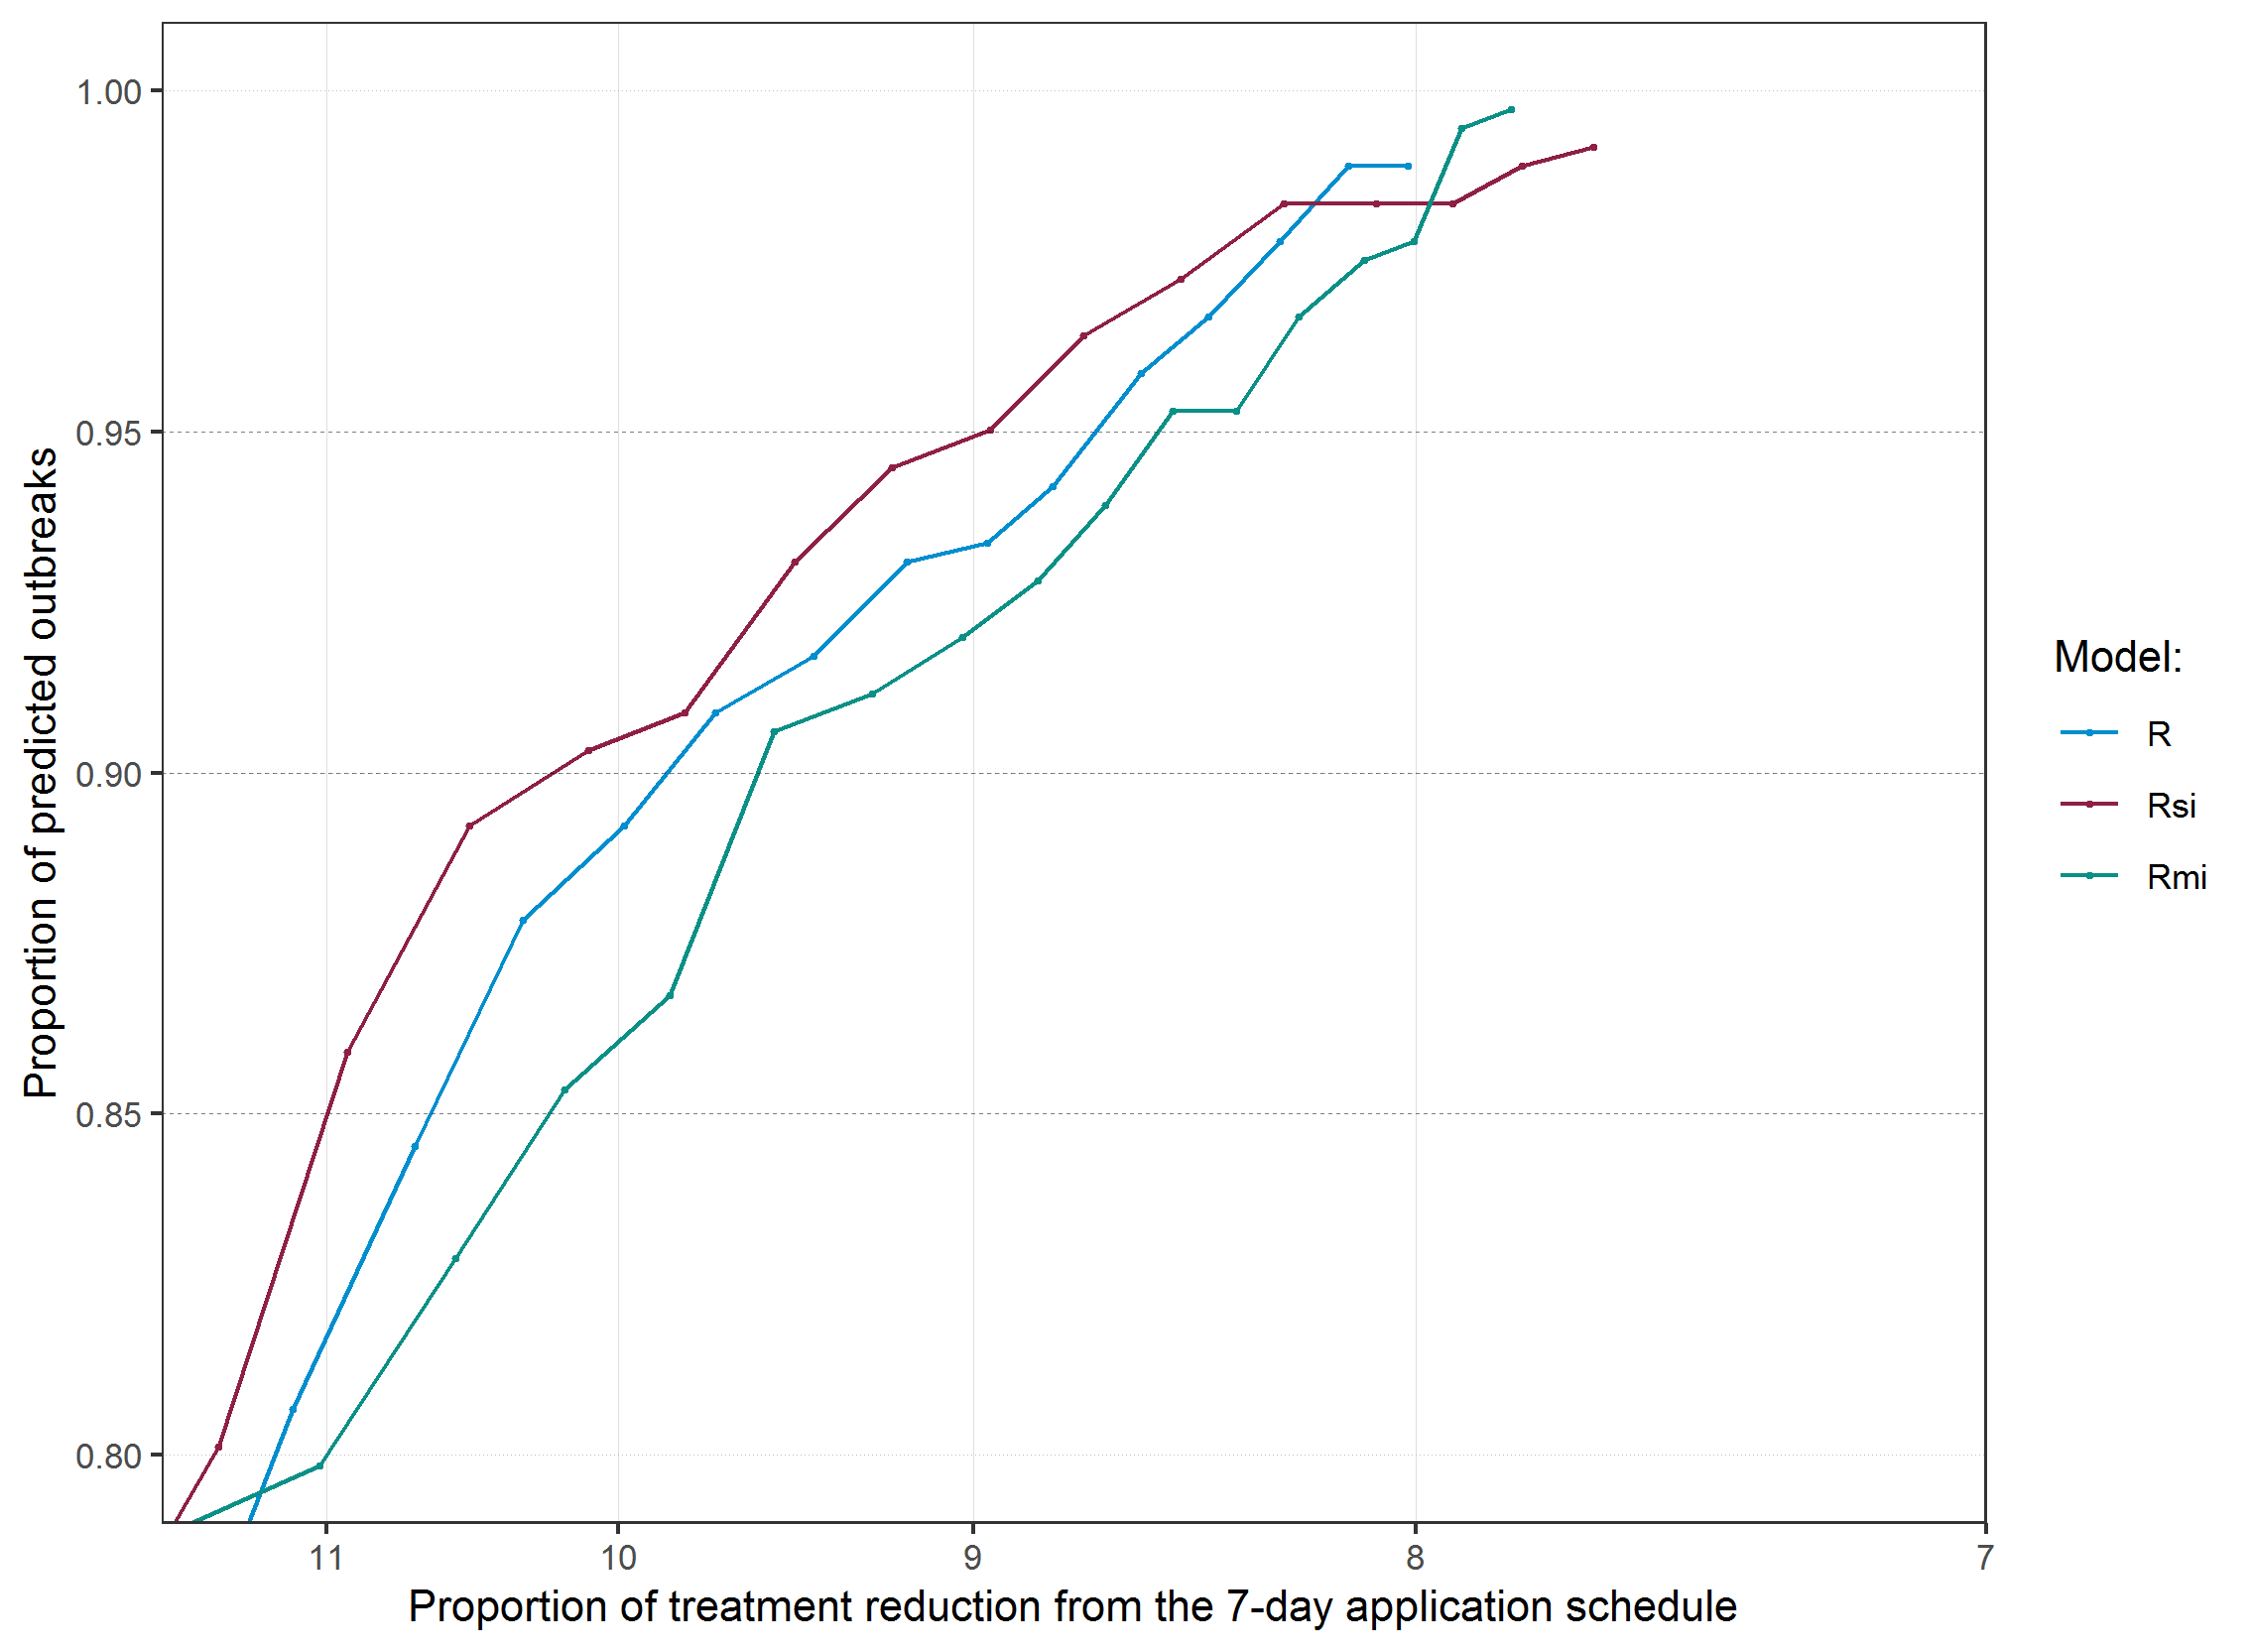 1.00
0.95
0.90
0.85
0.80
Proportion of predicted outbreaks
11 10 9 8 7
Proportion of treatment reduction from the 7-day application schedule
Model:
R
Rsi
Rmi